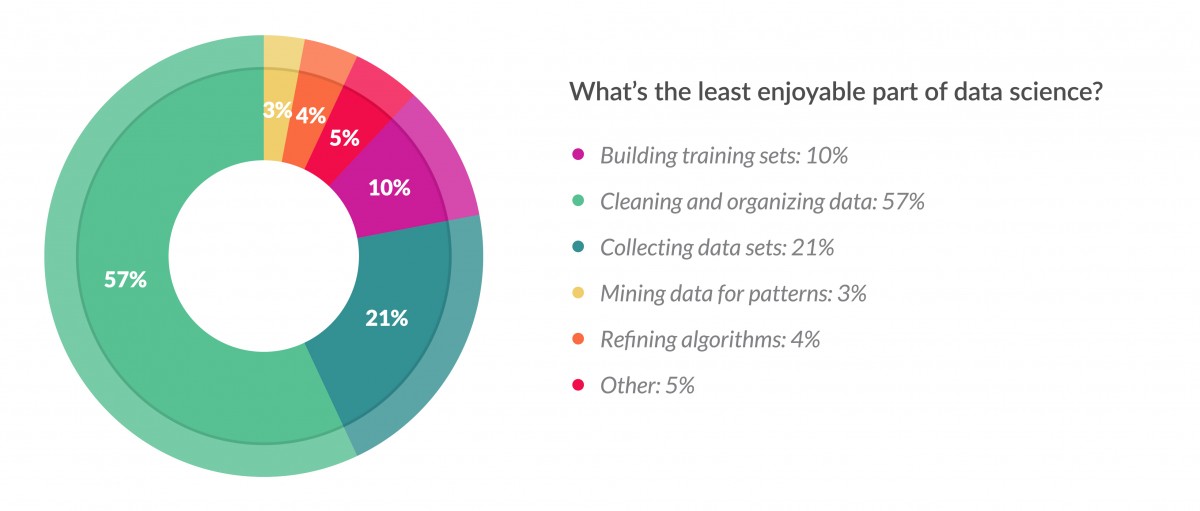 3%
4%
5%
10%
57%
21%
What's the least enjoyable part of data science?
Building training sets: 10%
Cleaning and organizing data: 57%
Collecting data sets: 21%
Mining data for patterns: 3%
Refining algorithms: 4%
Other: 5%